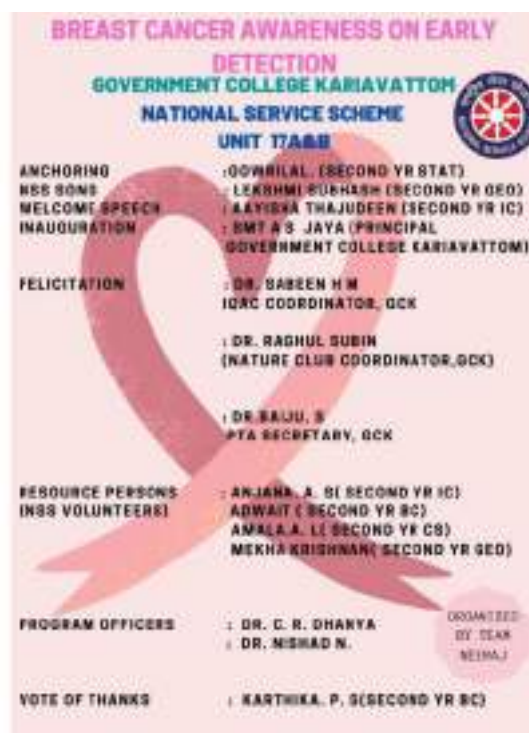 BREAST CANCER AWARENESS ON EARLY
DETECTION
GOVERNMENT COLLEGE KARIAVATTOM
NATIONAL SERVICE SCHEME
UNIT 17A&B
ANCHORING :GOWRILAL. (SECOND YR STAT)
NSS SONG : LEKSHMI SUBHASH (SECOND YR GEO)
WELCOME SPEECH : AAYISHA THAJUDEEN (SECOND YR IC)
INAUGURATION : SMT A S JAYA (PRINCIPAL
GOVERNMENT COLLEGE KARIAVATTOM)
FELICITATION : DR. SABEEN H M
IQAC COORDINATOR, GCK
: DR. RAGHUL SUBIN
(NATURE CLUB COORDINATOR,GCK)
: DR BAIJU, S
PTA SECRETARY, GCK
RESOURCE PERSONS : ANJANA. A. S( SECOND YR IC)
(NSS VOLUNTEERS) ADWAIT ( SECOND YR BC)
AMALA.A. L( SECOND YR CS)
MEKHA KRISHNAN( SECOND YR GEO)
PROGRAM OFFICERS : DR. C. R. DHANYA
: DR. NISHAD N.
ORGANISED
BY TEAM
VOTE OF THANKS : KARTHIKA. P. S(SECOND YR BC)